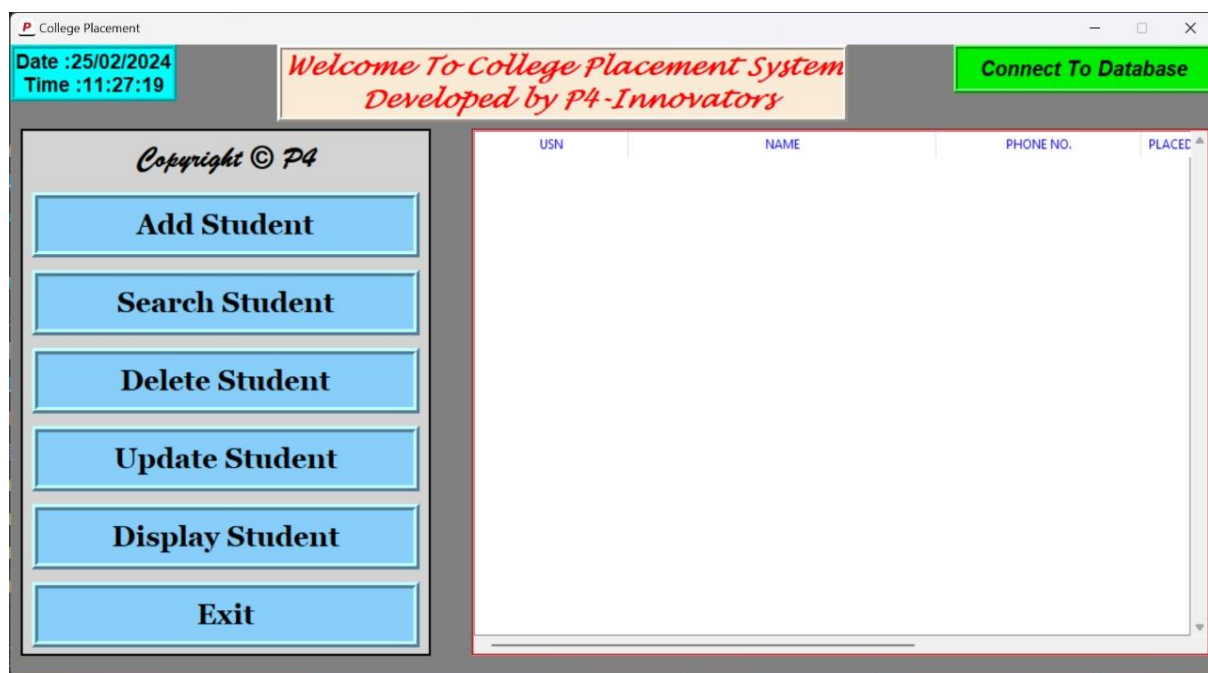 P College Placement
Date :25/02/2024
Time :11:27:19
Welcome To College Placement System
Developed by P4-Innovators
Connect To Database
Copyright © P4
Add Student
Search Student
Delete Student
Update Student
Display Student
Exit
USN NAME PHONE NO. PLACED